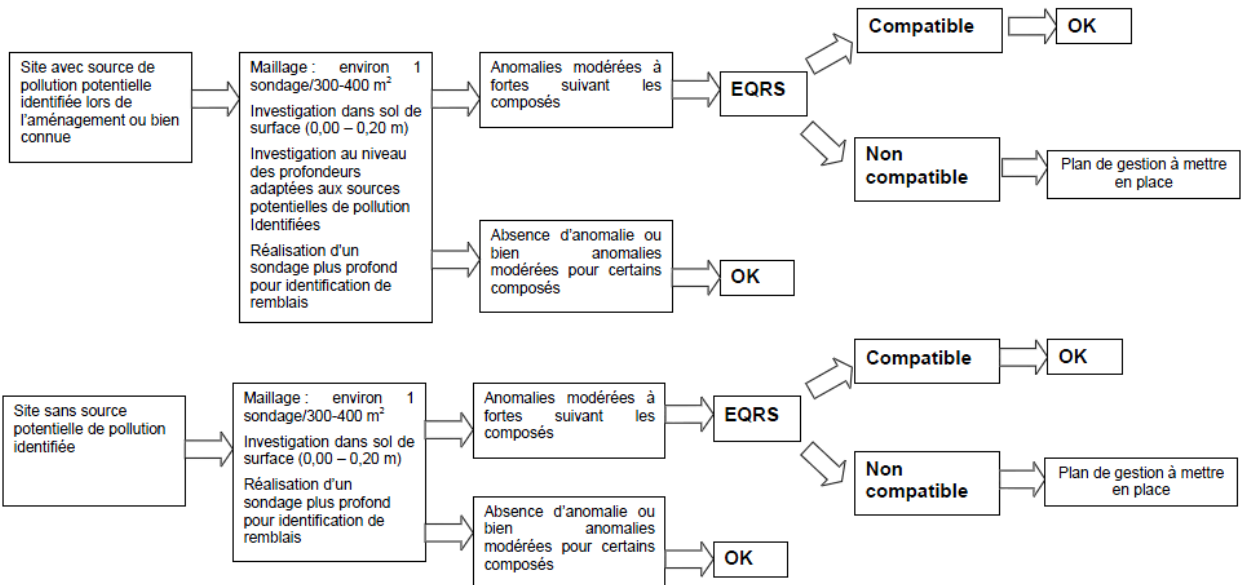 Site avec source de
pollution potentielle
identifiée lors de
l'aménagement ou bien
connue
Maillage : environ 1
sondage/300-400 m²
Investigation dans sol de
surface (0,00 – 0,20 m)
Investigation au niveau
des profondeurs
adaptées aux sources
potentielles de pollution
Identifiées
Réalisation d'un
sondage plus profond
pour identification de
remblais
Anomalies modérées à
fortes suivant les
composés
EQRS
Compatible
OK
Non
compatible
Plan de gestion à mettre
en place
Absence d'anomalie ou
bien anomalies
modérées pour certains
composés
OK
Site sans source
potentielle de pollution
identifiée
Maillage : environ 1
sondage/300-400 m²
Investigation dans sol de
surface (0,00 – 0,20 m)
Réalisation d'un
sondage plus profond
pour identification de
remblais
Anomalies modérées à
fortes suivant les
composés
EQRS
Compatible
OK
Non
compatible
Plan de gestion à mettre
en place
Absence d'anomalie ou
bien anomalies
modérées pour certains
composés
OK